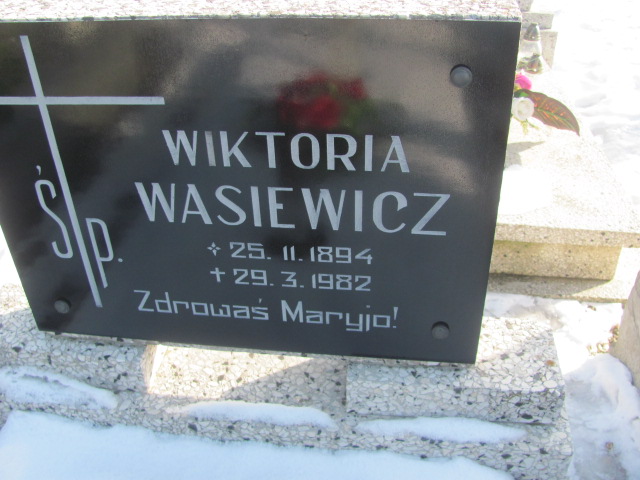 Ś.p.
WIKTORIA
WASIEWICZ
25. 11. 1894
✝ 29. 3. 1982
Zdrowaś Maryjo!